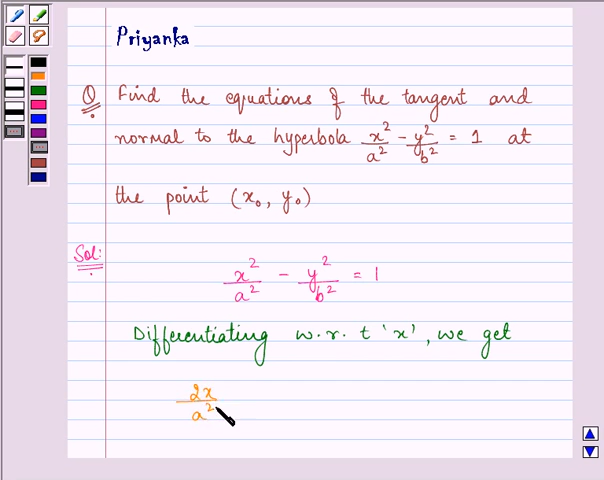 Priyanka
Q Find the equations of the tangent and
normal to the hyperbola x²/a² - y²/b² = 1 at
the point (x₀, y₀)
Sol:
x²/a² - y²/b² = 1
Differentiating w.r.t 'x', we get
2x/a²